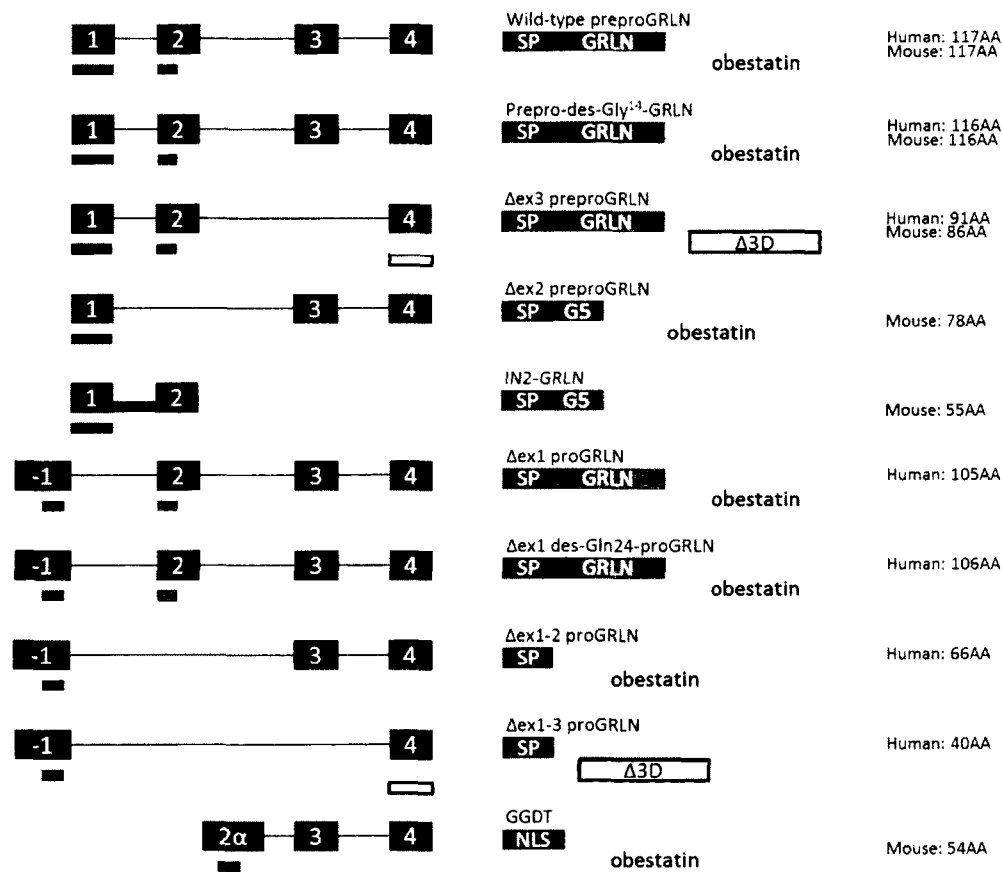 Wild-type preproGRLN
1 2 3 4 SP GRLN Human: 117AA
obestatin Mouse: 117AA
Prepro-des-Gly¹⁴-GRLN
1 2 3 4 SP GRLN Human: 116AA
obestatin Mouse: 116AA
Δex3 preproGRLN
1 2 4 SP GRLN Human: 91AA
Δ3D Mouse: 86AA
Δex2 preproGRLN
1 3 4 SP G5 Mouse: 78AA
obestatin
IN2-GRLN
1 2 SP G5 Mouse: 55AA
Δex1 proGRLN
-1 2 3 4 SP GRLN Human: 105AA
obestatin
Δex1 des-Gln24-proGRLN
-1 2 3 4 SP GRLN Human: 106AA
obestatin
Δex1-2 proGRLN
-1 3 4 SP Human: 66AA
obestatin
Δex1-3 proGRLN
-1 4 SP Human: 40AA
Δ3D
GGDT
2α 3 4 NLS Mouse: 54AA
obestatin